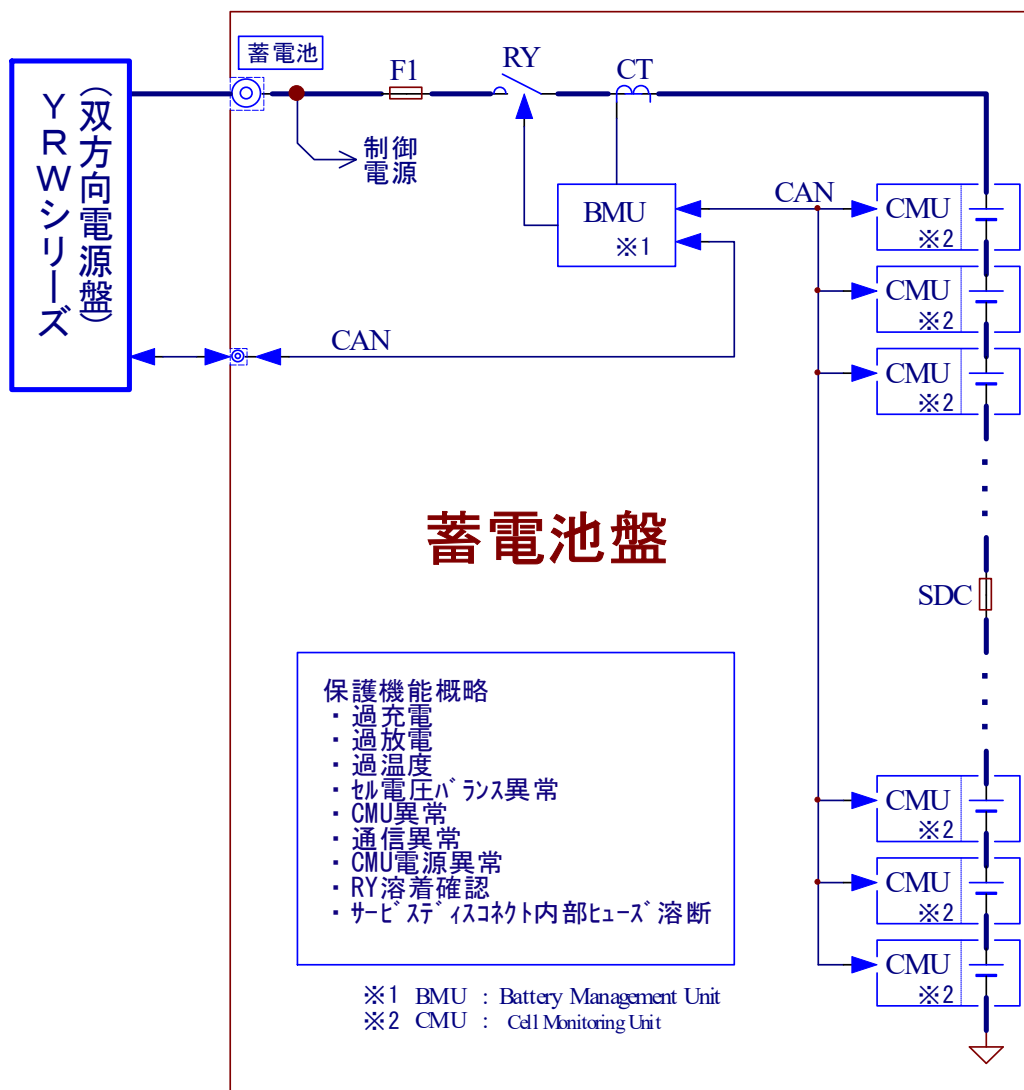 蓄電池
F1
RY
CT
(双方向電源盤)
YRWシリーズ
制御
電源
BMU
※1
CAN
CMU
※2
CMU
※2
CMU
※2
CAN
蓄電池盤
SDC
保護機能概略
・過充電
・過放電
・過温度
・ｾﾙ電圧ﾊﾞﾗﾝｽ異常
・CMU異常
・通信異常
・CMU電源異常
・RY溶着確認
・ｻｰﾋﾞｽﾃﾞｨｽｺﾈｸﾄ内部ﾋｭｰｽﾞ溶断
CMU
※2
CMU
※2
CMU
※2
※1 BMU : Battery Management Unit
※2 CMU : Cell Monitoring Unit